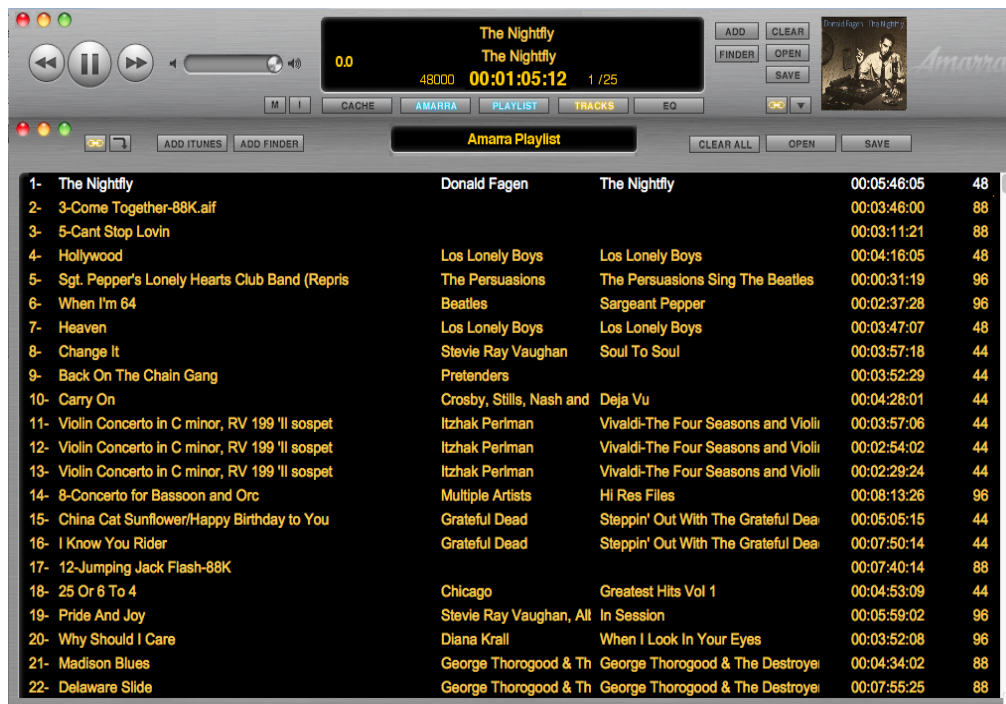 The Nightfly
The Nightfly
0.0
48000 00:01:05:12 1 /25
ADD CLEAR
FINDER OPEN
SAVE
Donald Fagen The Nightfly
Amarra
M I CACHE AMARRA PLAYLIST TRACKS EQ
ADD ITUNES ADD FINDER Amarra Playlist CLEAR ALL OPEN SAVE
1- The Nightfly Donald Fagen The Nightfly 00:05:46:05 48
2- 3-Come Together-88K.aif 00:03:46:00 88
3- 5-Cant Stop Lovin 00:03:11:21 88
4- Hollywood Los Lonely Boys Los Lonely Boys 00:04:16:05 48
5- Sgt. Pepper's Lonely Hearts Club Band (Repris The Persuasions The Persuasions Sing The Beatles 00:00:31:19 96
6- When I'm 64 Beatles Sargeant Pepper 00:02:37:28 96
7- Heaven Los Lonely Boys Los Lonely Boys 00:03:47:07 48
8- Change It Stevie Ray Vaughan Soul To Soul 00:03:57:18 44
9- Back On The Chain Gang Pretenders 00:03:52:29 44
10- Carry On Crosby, Stills, Nash and Deja Vu 00:04:28:01 44
11- Violin Concerto in C minor, RV 199 'Il sospet Itzhak Perlman Vivaldi-The Four Seasons and Violi 00:03:57:06 44
12- Violin Concerto in C minor, RV 199 'Il sospet Itzhak Perlman Vivaldi-The Four Seasons and Violi 00:02:54:02 44
13- Violin Concerto in C minor, RV 199 'Il sospet Itzhak Perlman Vivaldi-The Four Seasons and Violi 00:02:29:24 44
14- 8-Concerto for Bassoon and Orc Multiple Artists Hi Res Files 00:08:13:26 96
15- China Cat Sunflower/Happy Birthday to You Grateful Dead Steppin' Out With The Grateful Dea 00:05:05:15 44
16- I Know You Rider Grateful Dead Steppin' Out With The Grateful Dea 00:07:50:14 44
17- 12-Jumping Jack Flash-88K 00:07:40:14 88
18- 25 Or 6 To 4 Chicago Greatest Hits Vol 1 00:04:53:09 44
19- Pride And Joy Stevie Ray Vaughan, Alb In Session 00:05:59:02 96
20- Why Should I Care Diana Krall When I Look In Your Eyes 00:03:52:08 96
21- Madison Blues George Thorogood & Th George Thorogood & The Destroye 00:04:34:02 88
22- Delaware Slide George Thorogood & Th George Thorogood & The Destroye 00:07:55:25 88